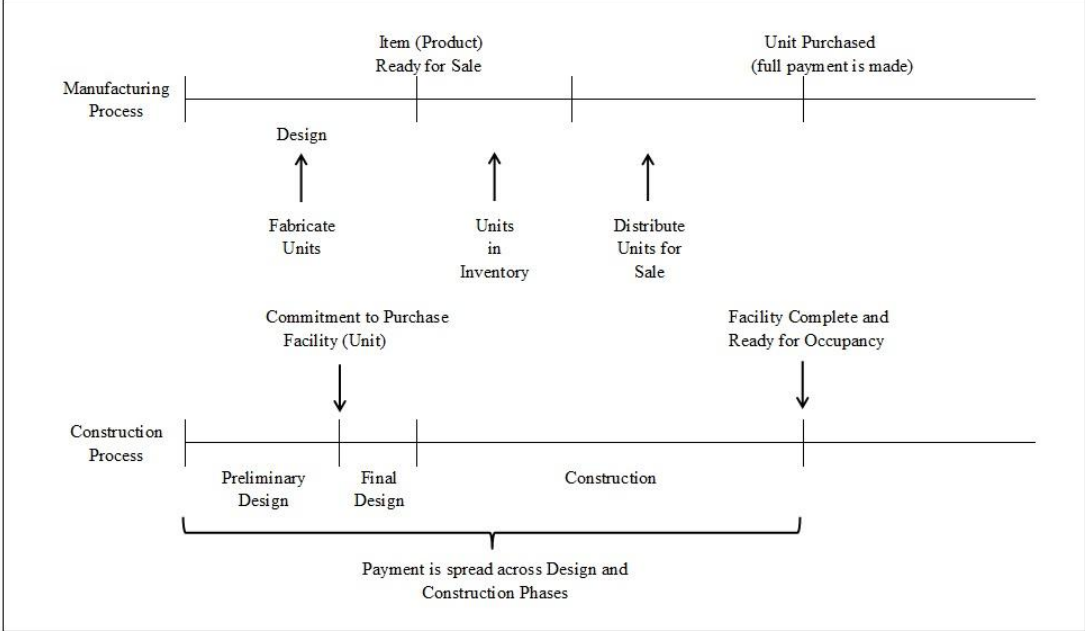 Item (Product)
Ready for Sale
Unit Purchased
(full payment is made)
Manufacturing
Process
Design
Fabricate
Units
Units
in
Inventory
Distribute
Units for
Sale
Commitment to Purchase
Facility (Unit)
Facility Complete and
Ready for Occupancy
Construction
Process
Preliminary
Design
Final
Design
Construction
Payment is spread across Design and
Construction Phases